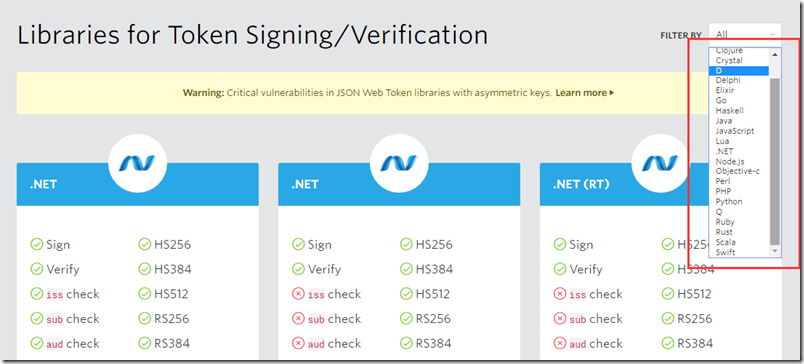 Libraries for Token Signing/Verification
FILTER BY
All
Clojure
Crystal
D
Delphi
Elixir
Go
Haskell
Java
JavaScript
Lua
.NET
Node.js
Objective-c
Perl
PHP
Python
Q
Ruby
Rust
Scala
Swift
Warning: Critical vulnerabilities in JSON Web Token libraries with asymmetric keys. Learn more
.NET
Sign
HS256
Verify
HS384
iss check
HS512
sub check
RS256
aud check
RS384
.NET
Sign
HS256
Verify
HS384
iss check
HS512
sub check
RS256
aud check
RS384
.NET (RT)
Sign
HS256
Verify
HS384
iss check
HS512
sub check
RS256
aud check
RS384